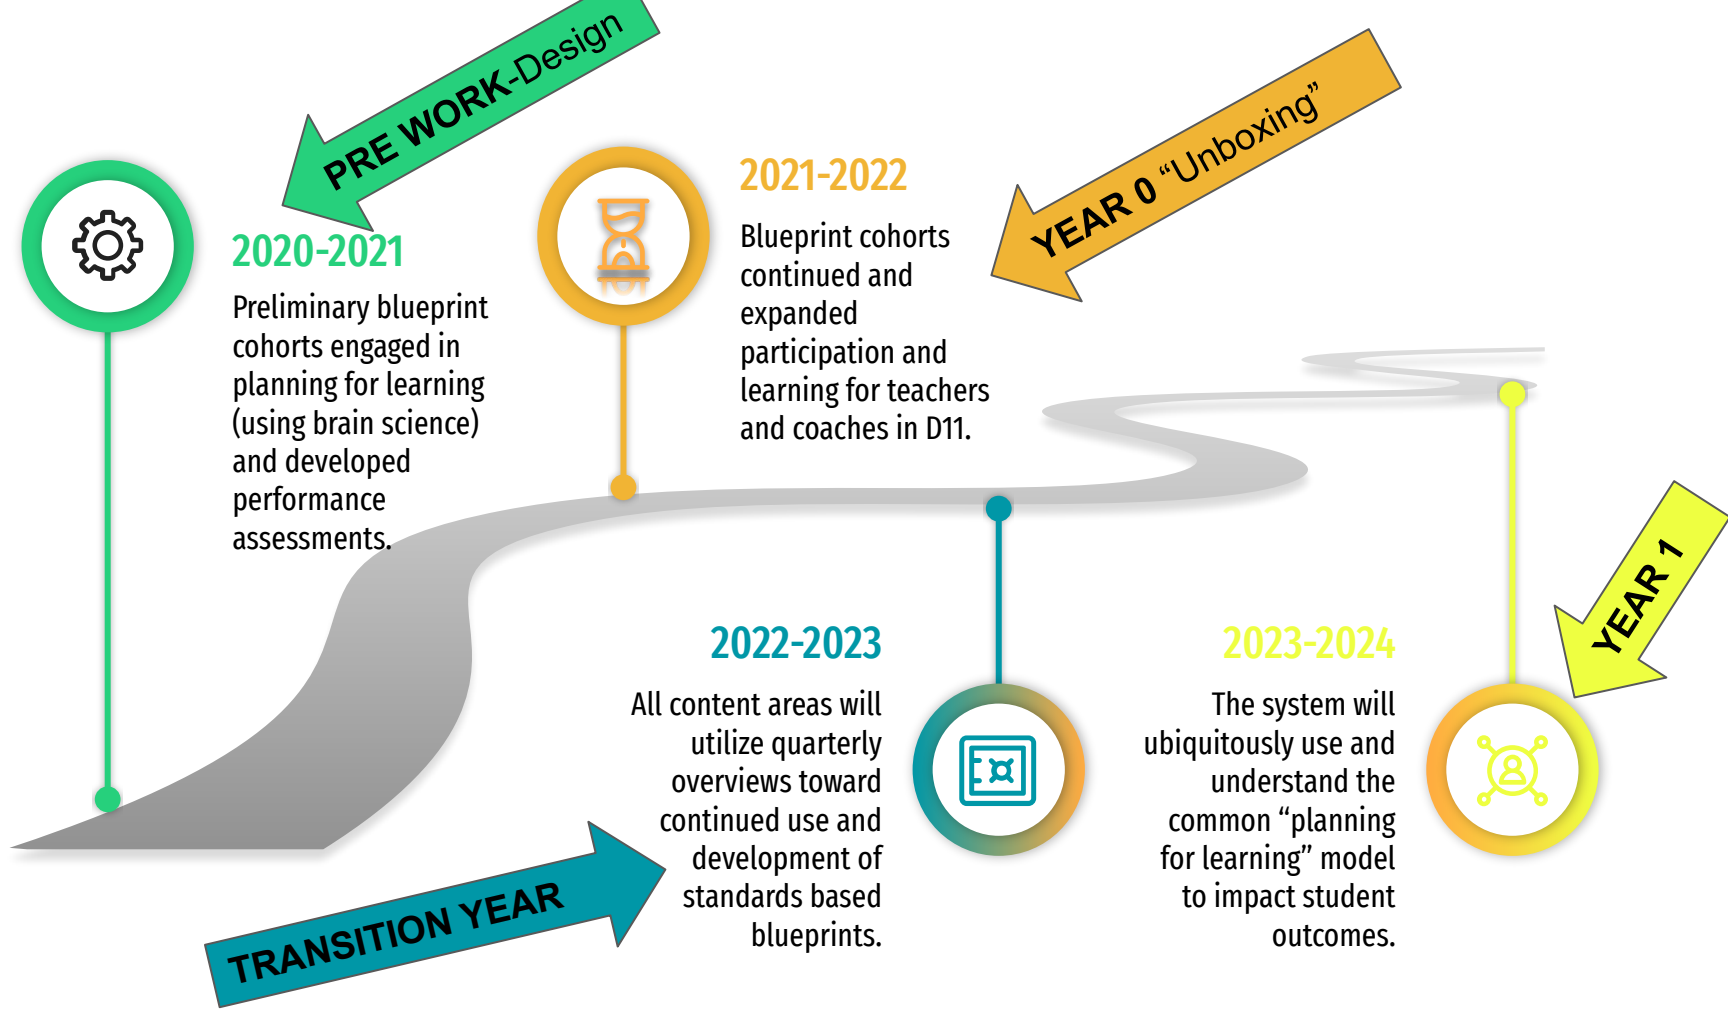 PRE WORK-Design
2020-2021
Preliminary blueprint
cohorts engaged in
planning for learning
(using brain science)
and developed
performance
assessments.
YEAR 0 “Unboxing”
2021-2022
Blueprint cohorts
continued and
expanded
participation and
learning for teachers
and coaches in D11.
TRANSITION YEAR
2022-2023
All content areas will
utilize quarterly
overviews toward
continued use and
development of
standards based
blueprints.
YEAR 1
2023-2024
The system will
ubiquitously use and
understand the
common “planning
for learning” model
to impact student
outcomes.